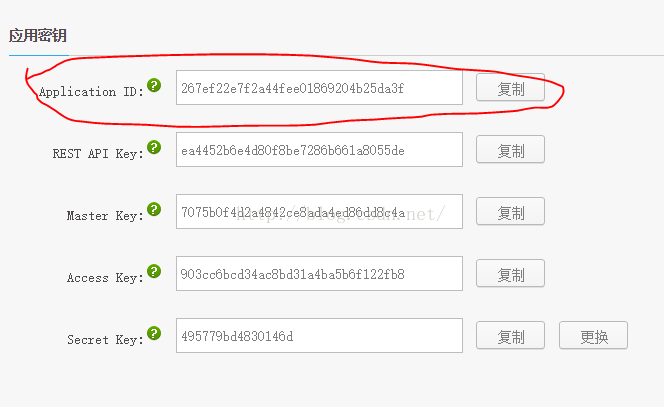 应用密钥
Application ID: ? 267ef22e7f2a44fee01869204b25da3f 复制
REST API Key: ? ea4452b6e4d80f8be7286b661a8055de 复制
Master Key: ? 7075b0f4d2a4842ce8ada4ed86dd8c4a 复制
Access Key: ? 903cc6bcd34ac8bd31a4ba5b6f122fb8 复制
Secret Key: ? 495779bd4830146d 复制 更换